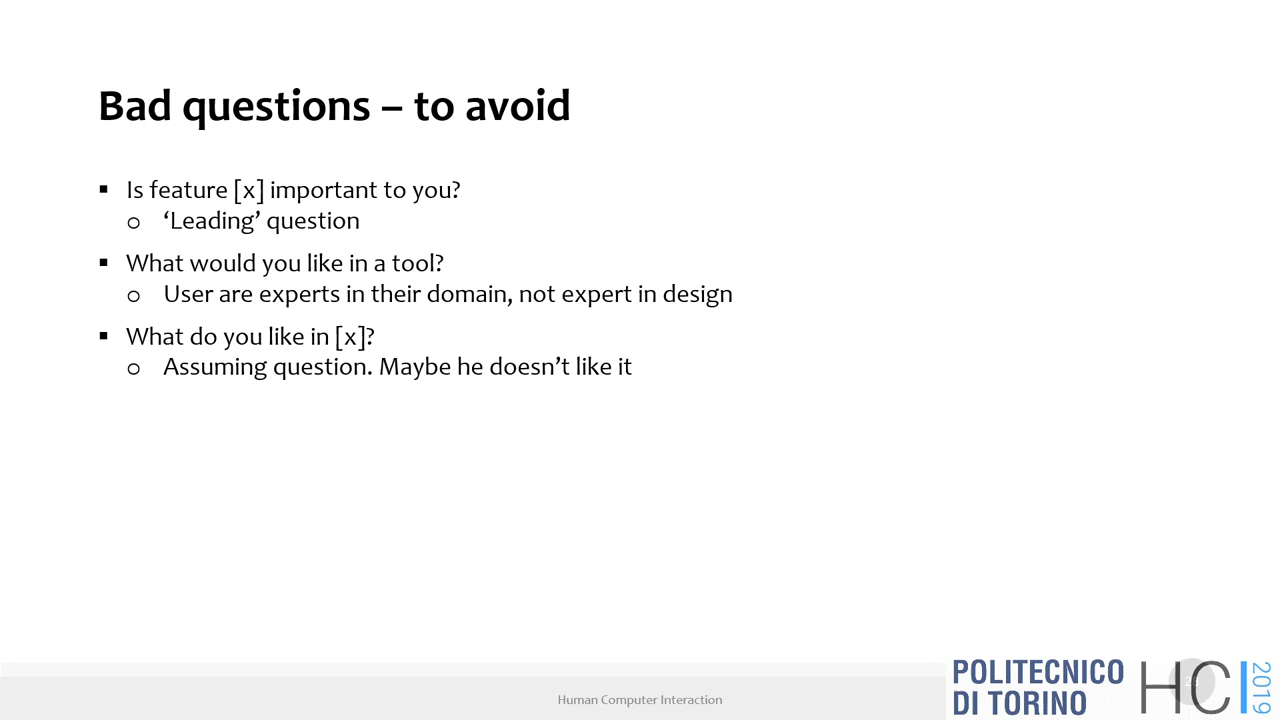 Bad questions – to avoid
▪ Is feature [x] important to you?
o ‘Leading’ question
▪ What would you like in a tool?
o User are experts in their domain, not expert in design
▪ What do you like in [x]?
o Assuming question. Maybe he doesn’t like it
Human Computer Interaction
POLITECNICO
DI TORINO
HCI
2019